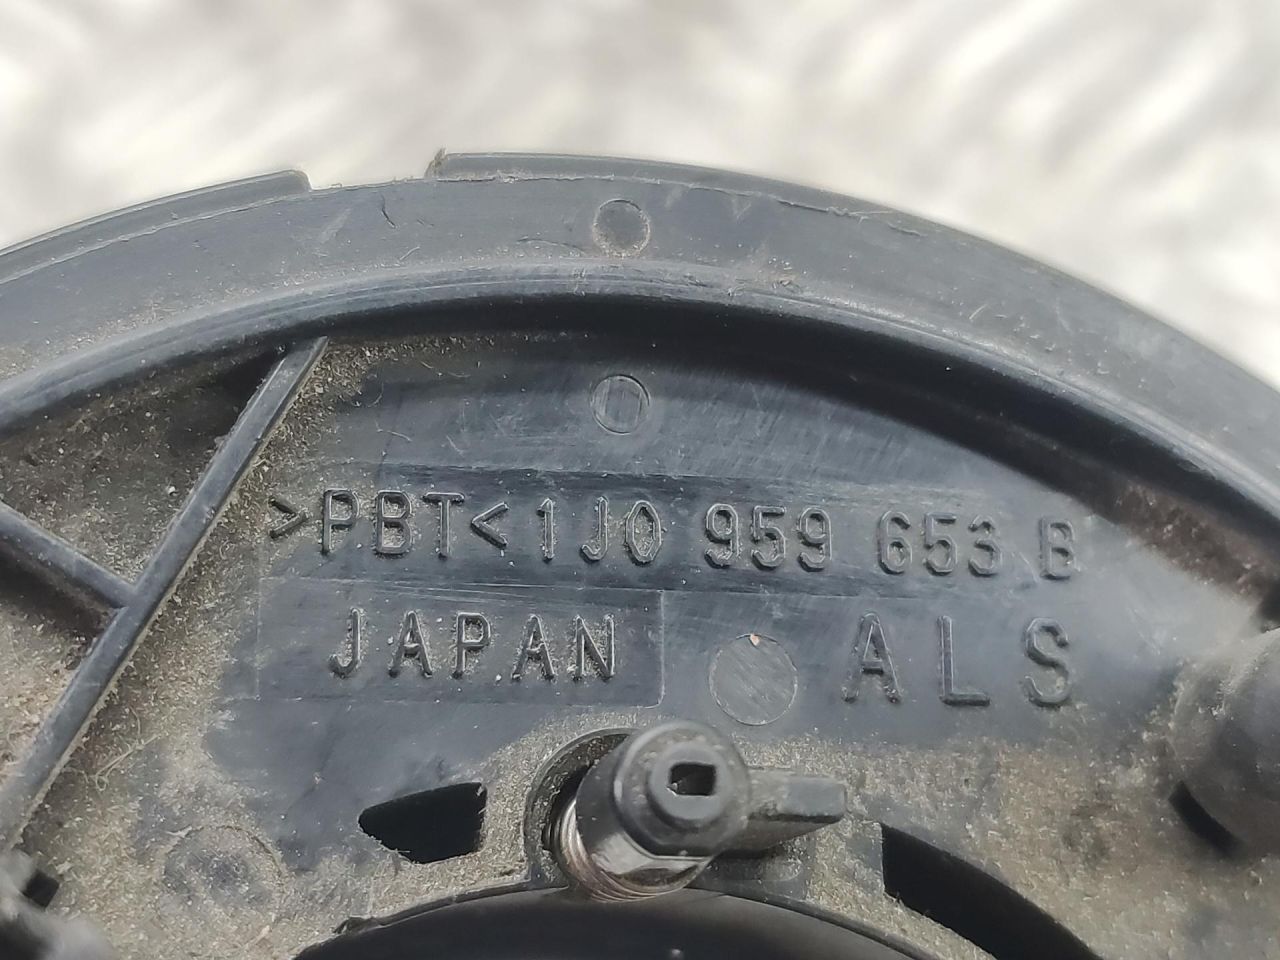 >PBT< 1J0 959 653 B
JAPAN ALS